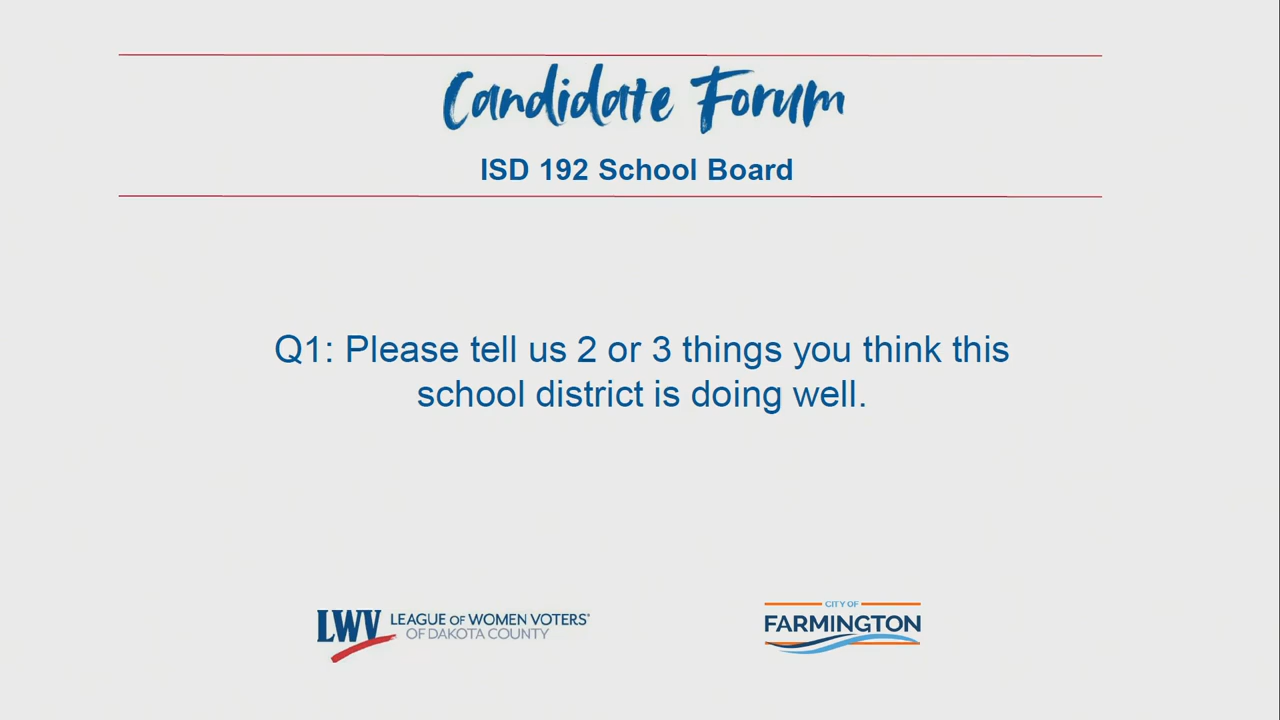 Candidate Forum
ISD 192 School Board
Q1: Please tell us 2 or 3 things you think this
school district is doing well.
LWV LEAGUE OF WOMEN VOTERS®
OF DAKOTA COUNTY
CITY OF
FARMINGTON